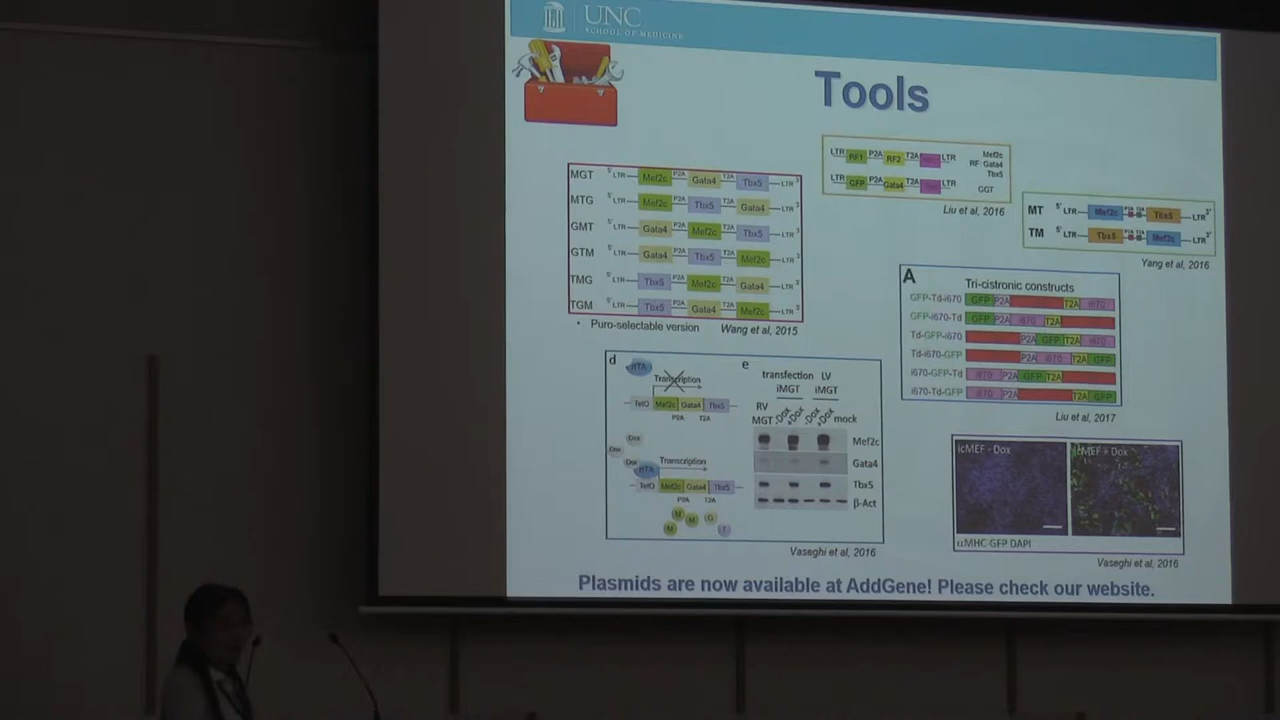 UNC
SCHOOL OF MEDICINE
Tools
MGT 5' LTR Mef2c P2A Gata4 T2A Tbx5 LTR 3'
MTG 5' LTR Mef2c P2A Tbx5 T2A Gata4 LTR 3'
GMT 5' LTR Gata4 P2A Mef2c T2A Tbx5 LTR 3'
GTM 5' LTR Gata4 P2A Tbx5 T2A Mef2c LTR 3'
TMG 5' LTR Tbx5 P2A Mef2c T2A Gata4 LTR 3'
TGM 5' LTR Tbx5 P2A Gata4 T2A Mef2c LTR 3'
• Puro-selectable version Wang et al, 2015
LTR RF1 P2A RF2 T2A LTR
Mef2c
RF: Gata4
Tbx5
LTR GFP P2A Gata4 T2A LTR GGT
Liu et al, 2016
MT 5' LTR Mef2c P2A T2A Tbx5 LTR 3'
TM 5' LTR Tbx5 P2A T2A Mef2c LTR 3'
Yang et al, 2016
A
Tri-cistronic constructs
GFP-Td-i670 GFP P2A T2A i670
GFP-i670-Td GFP P2A i670 T2A
Td-GFP-i670 P2A GFP T2A i670
Td-i670-GFP P2A i670 T2A GFP
i670-GFP-Td i670 P2A GFP T2A
i670-Td-GFP i670 P2A T2A GFP
Liu et al, 2017
d
rtTA
Transcription
TetO Mef2c Gata4 Tbx5
P2A T2A
Dox
Dox
Dox
rtTA
Transcription
TetO Mef2c Gata4 Tbx5
P2A T2A
M M G
M T
e
transfection LV
iMGT iMGT
RV
MGT -Dox +Dox -Dox +Dox mock
Mef2c
Gata4
Tbx5
β-Act
Vaseghi et al, 2016
icMEF - Dox
icMEF + Dox
αMHC GFP DAPI
Vaseghi et al, 2016
Plasmids are now available at AddGene! Please check our website.